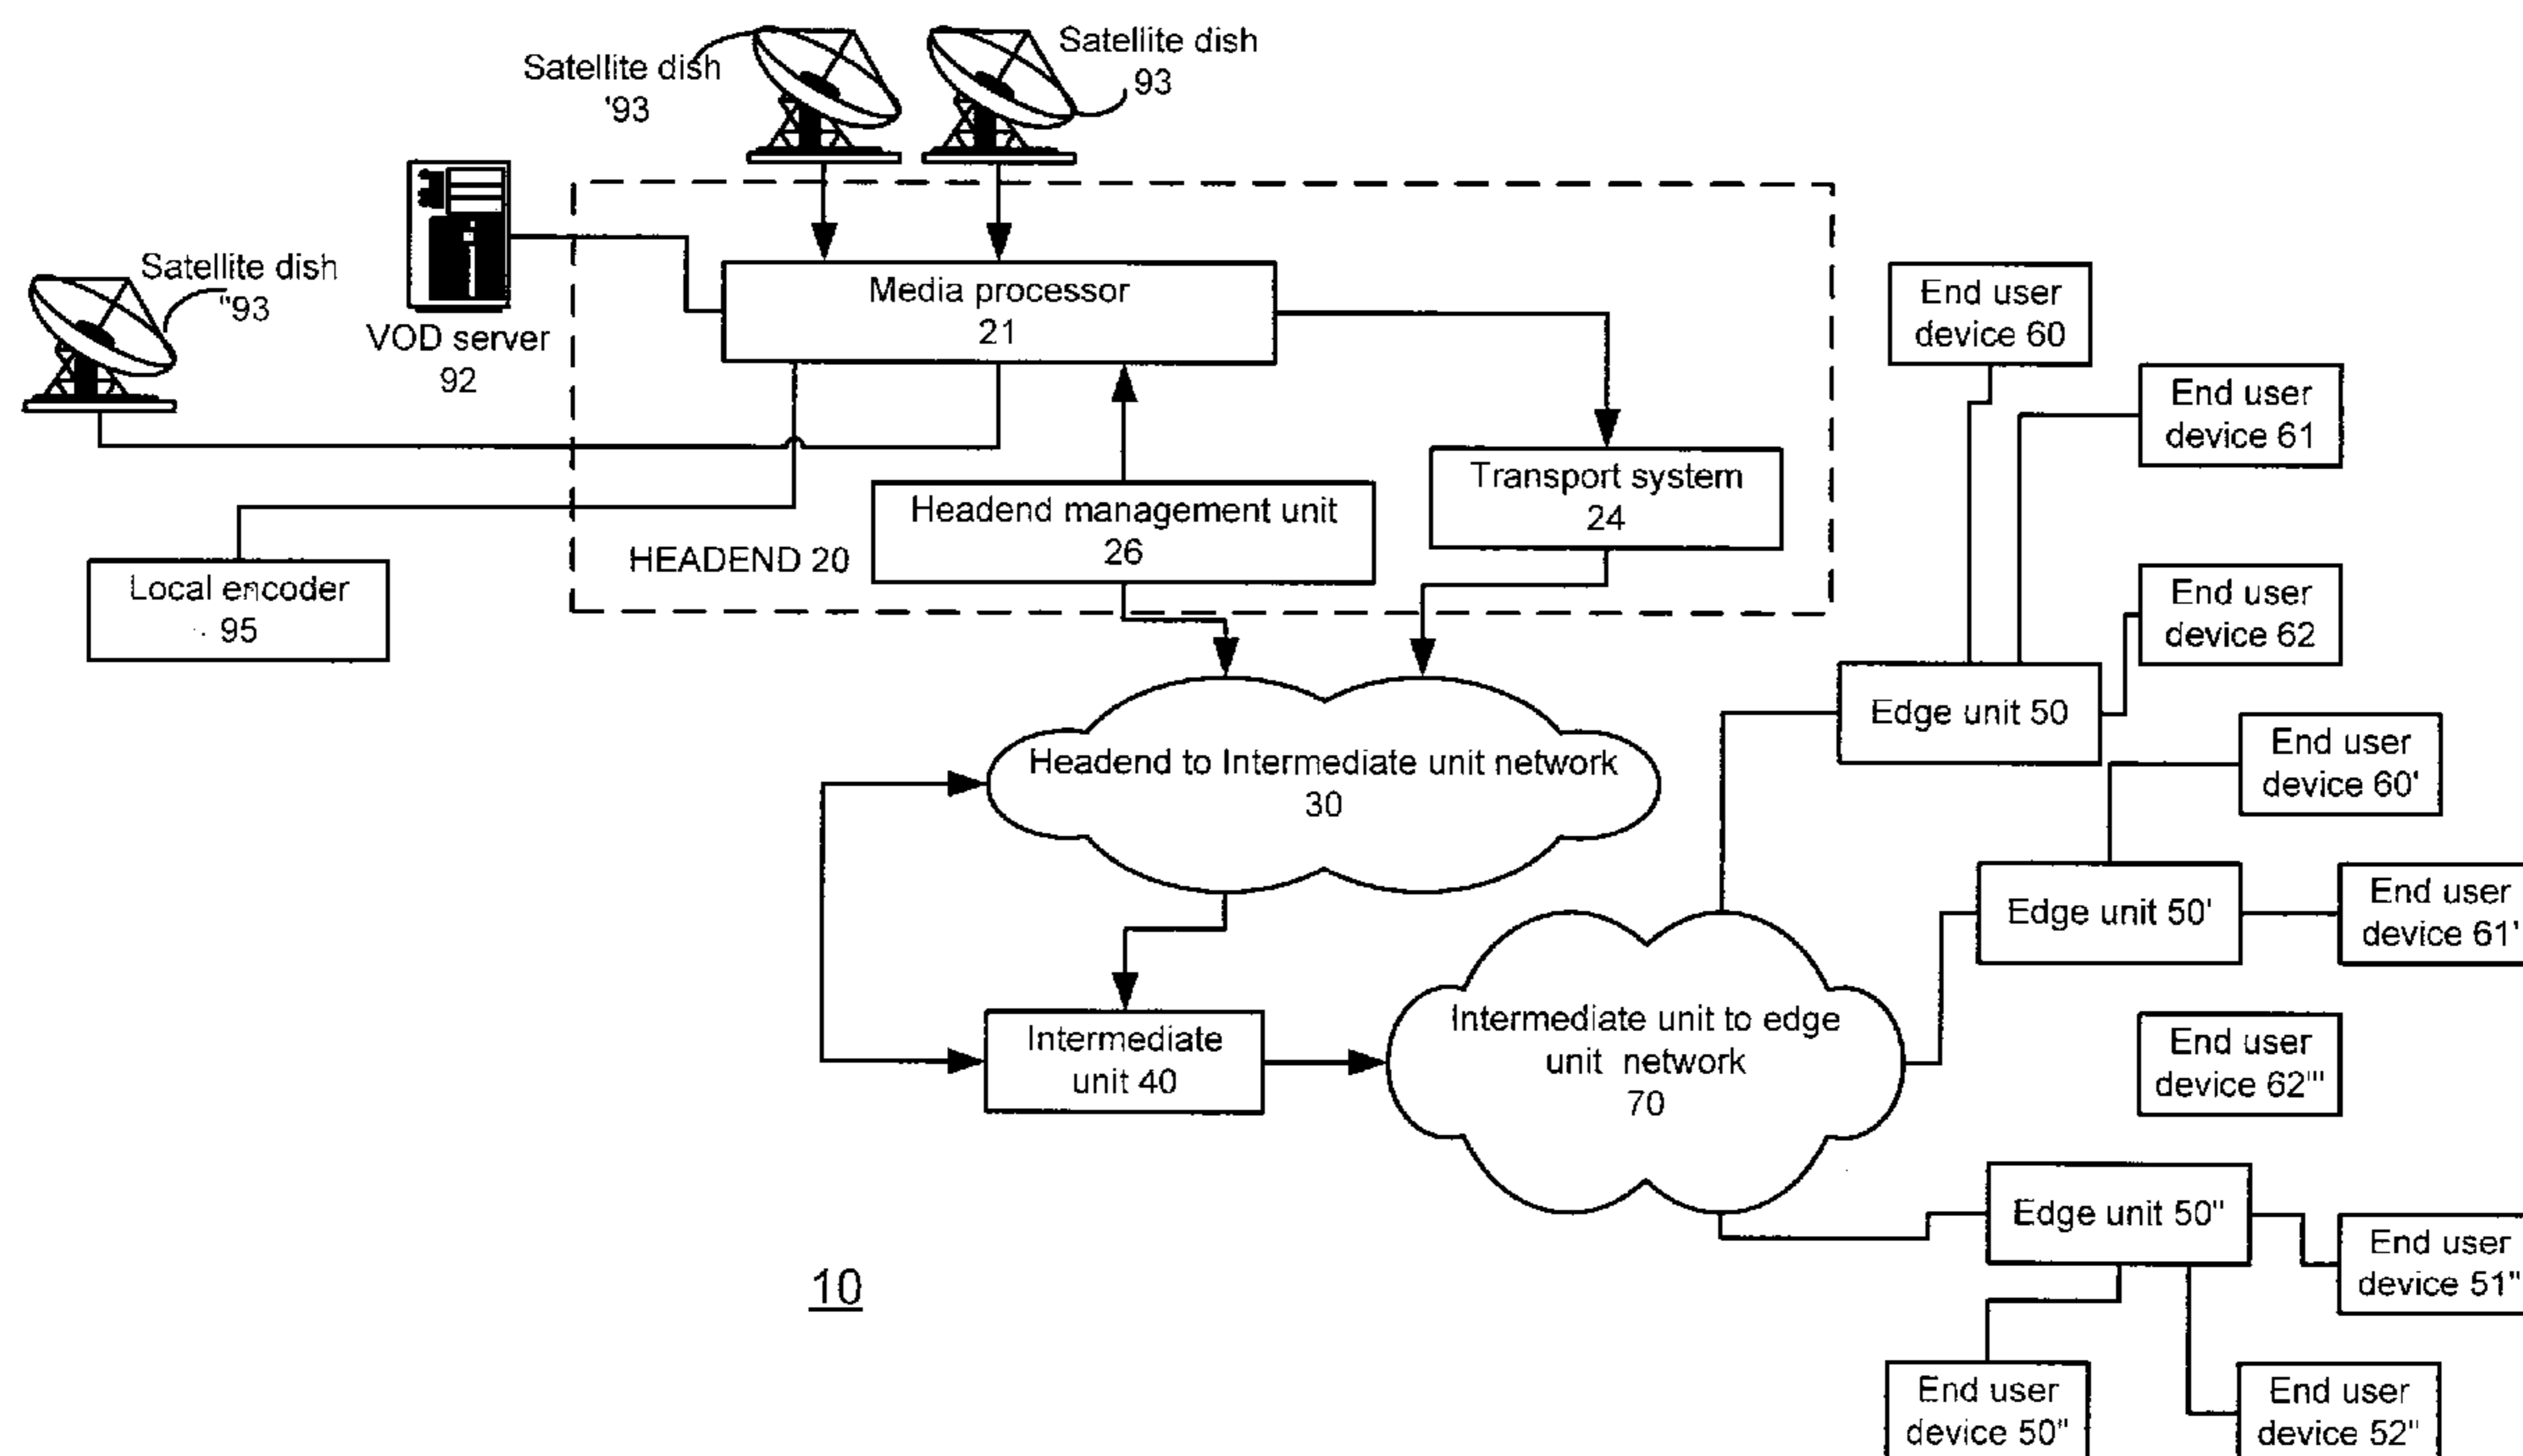 Satellite dish
'93
Satellite dish
93
Satellite dish
"93
VOD server
92
Media processor
21
End user
device 60
End user
device 61
Transport system
24
Headend management unit
26
HEADEND 20
Local encoder
95
End user
device 62
Edge unit 50
Headend to Intermediate unit network
30
End user
device 60'
Edge unit 50'
End user
device 61'
Intermediate
unit 40
Intermediate unit to edge
unit network
70
End user
device 62'''
Edge unit 50"
End user
device 51"
10
End user
device 50"
End user
device 52"